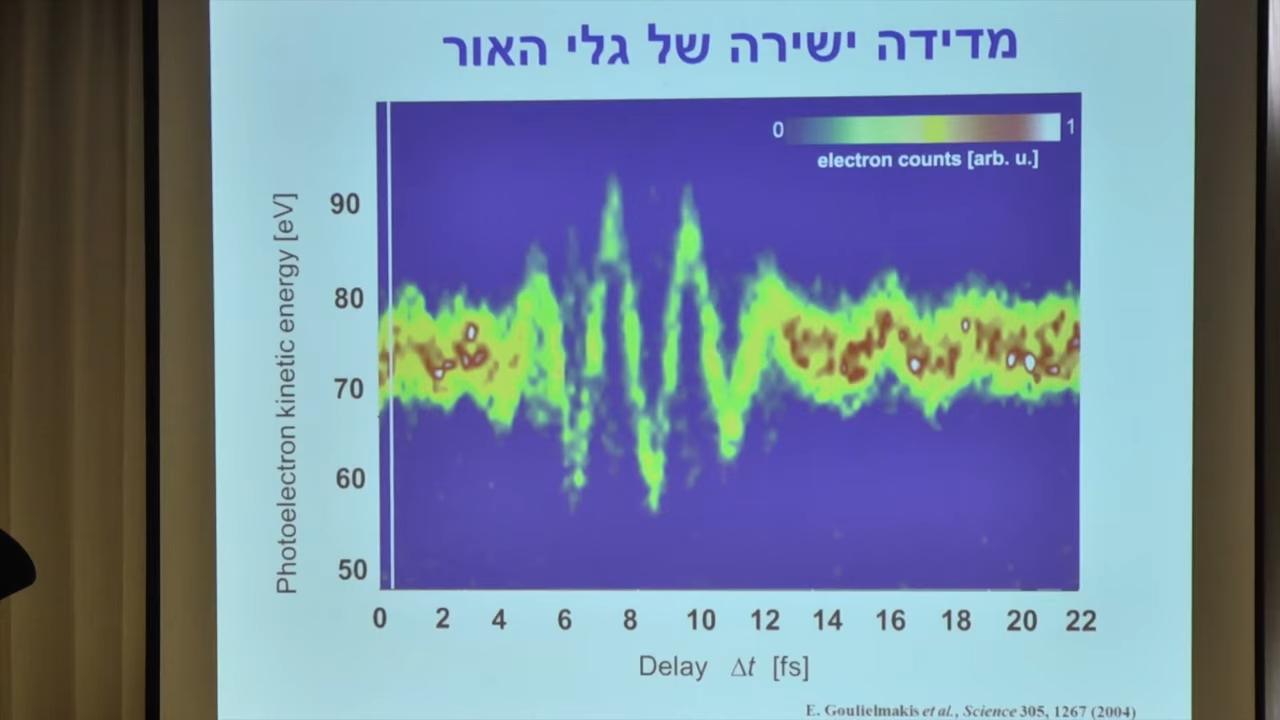 מדידה ישירה של גלי האור
0 1
electron counts [arb. u.]
Photoelectron kinetic energy [eV]
90
80
70
60
50
0 2 4 6 8 10 12 14 16 18 20 22
Delay Δt [fs]
E. Goulielmakis et al., Science 305, 1267 (2004)